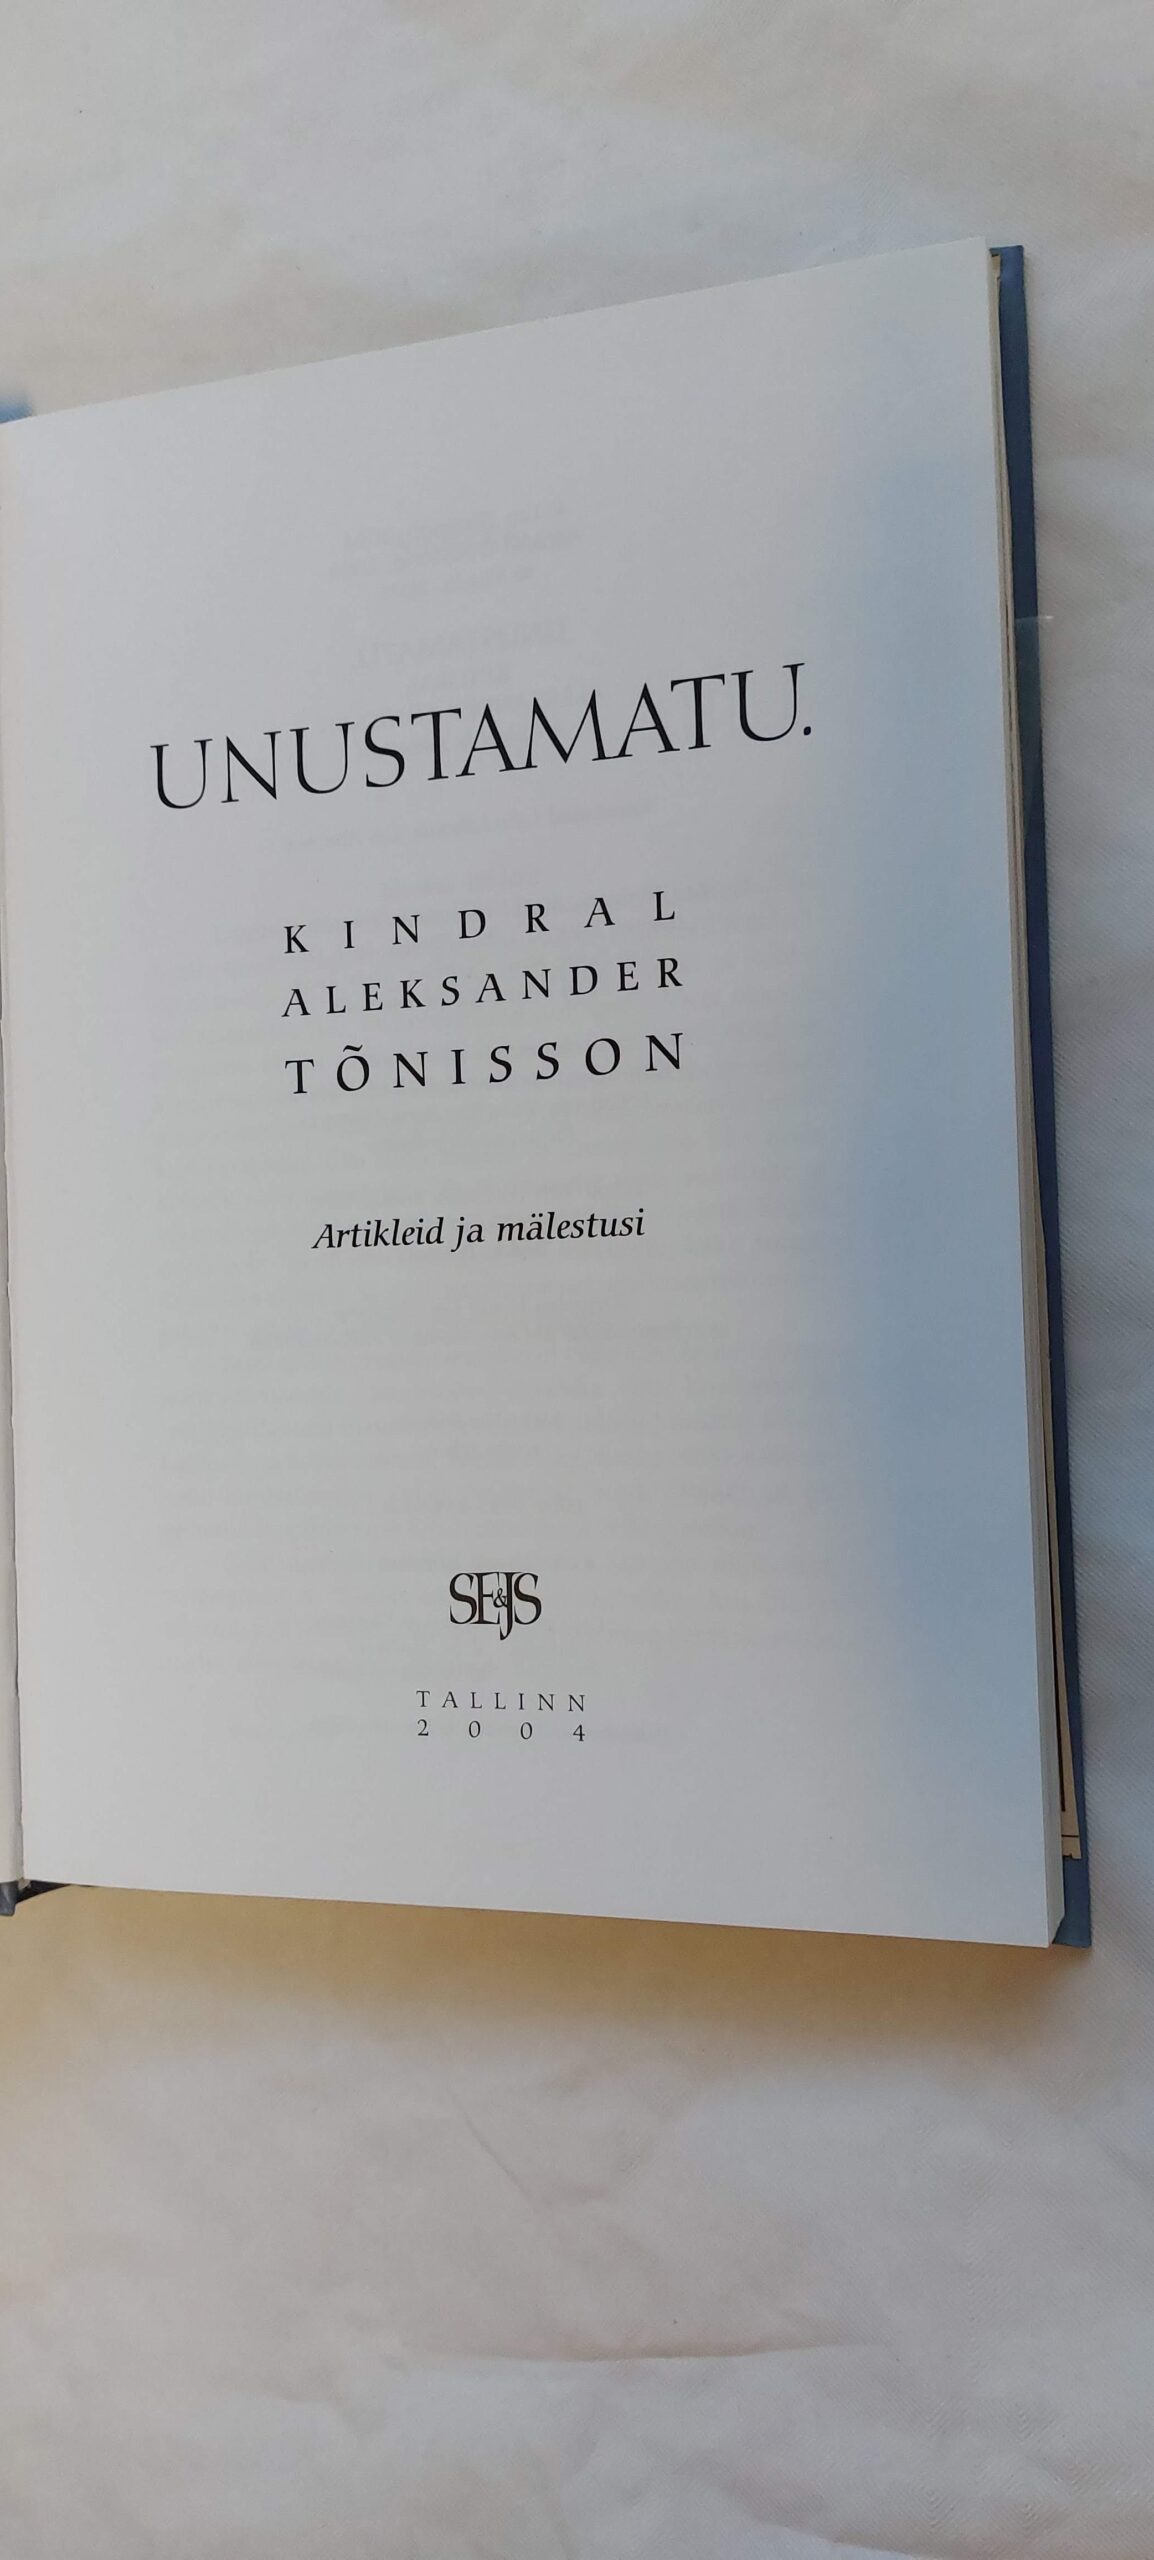 UNUSTAMATU.
KINDRAL
ALEKSANDER
TÕNISSON
Artikleid ja mälestusi
SE&JS
TALLINN
2004